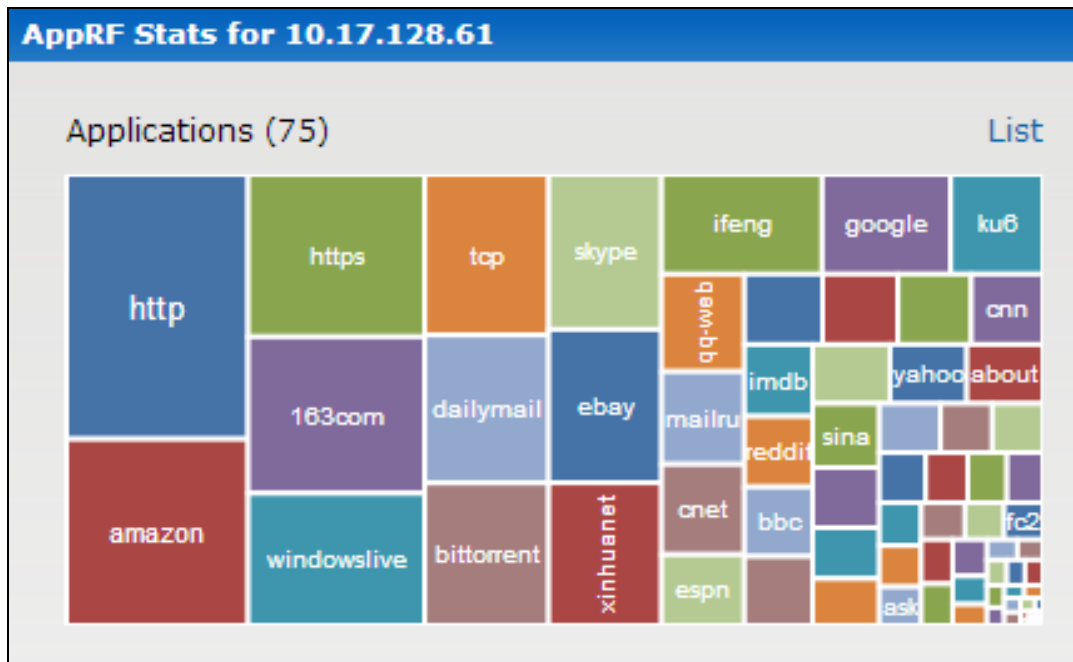 AppRF Stats for 10.17.128.61
Applications (75)
List
http
amazon
https
163com
windowslive
tcp
dailymail
bittorrent
skype
ebay
xinhuanet
ifeng
google
ku6
qq-web
cnn
mailru
imdb
yahoo
about
reddit
sina
cnet
bbc
fc2
espn
ask